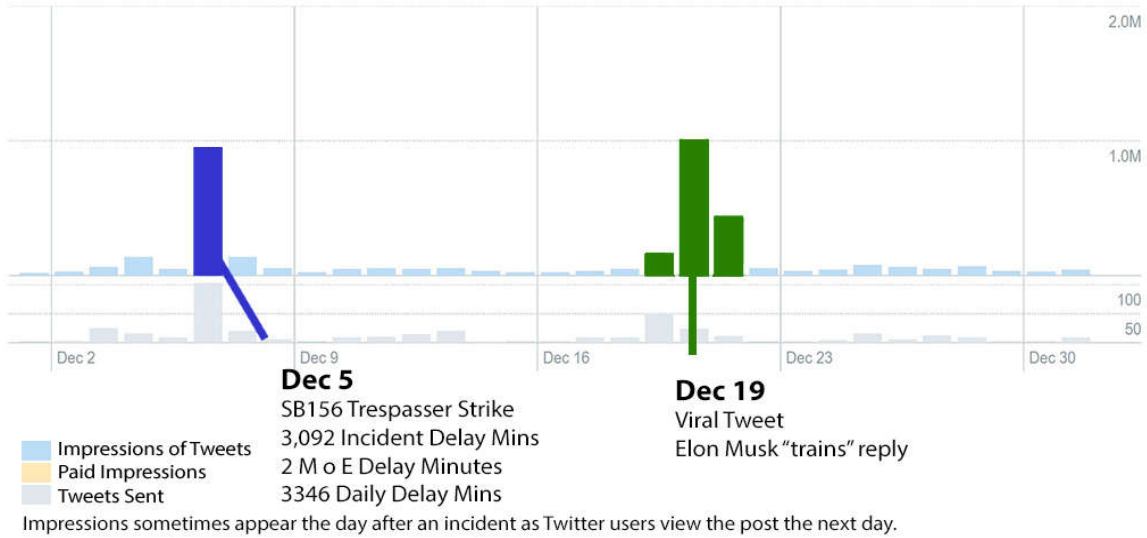 2.0M
1.0M
100
50
Dec 2
Dec 9
Dec 16
Dec 23
Dec 30
Dec 5
SB156 Trespasser Strike
3,092 Incident Delay Mins
2 M o E Delay Minutes
3346 Daily Delay Mins
Dec 19
Viral Tweet
Elon Musk “trains” reply
Impressions of Tweets
Paid Impressions
Tweets Sent
Impressions sometimes appear the day after an incident as Twitter users view the post the next day.